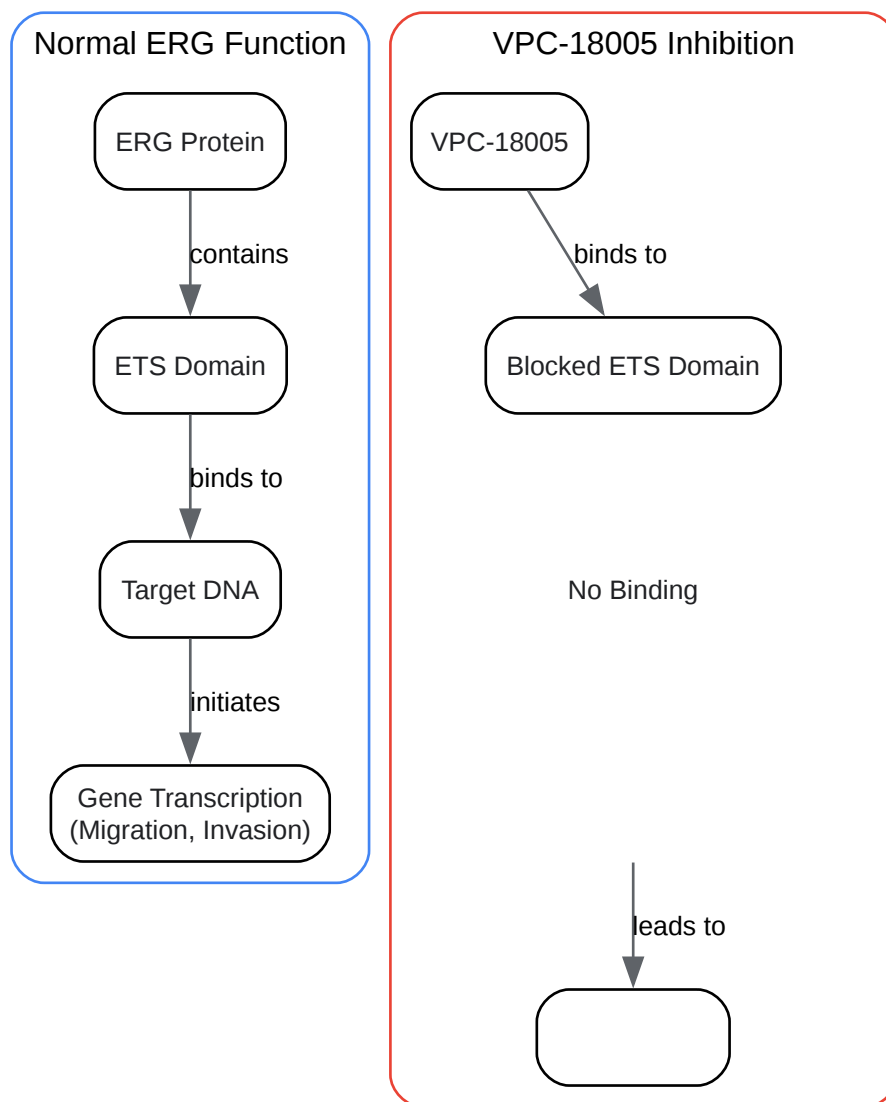 Normal ERG Function
ERG Protein
contains
ETS Domain
binds to
Target DNA
initiates
Gene Transcription
(Migration, Invasion)
VPC-18005 Inhibition
VPC-18005
binds to
Blocked ETS Domain
No Binding
leads to